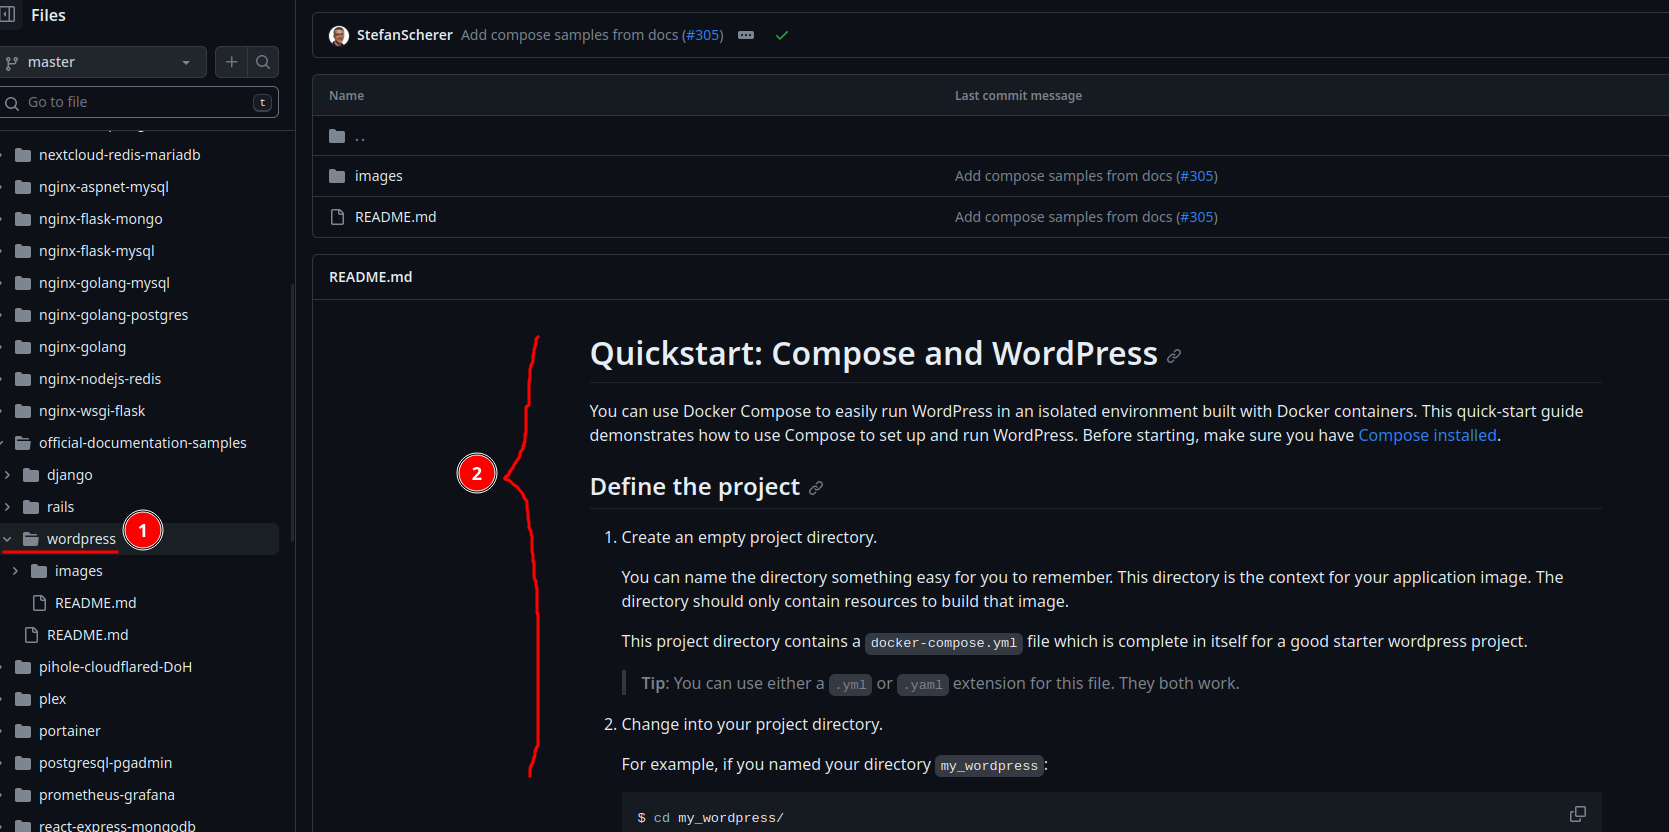 Files
master
Go to file
t
nextcloud-redis-mariadb
nginx-aspnet-mysql
nginx-flask-mongo
nginx-flask-mysql
nginx-golang-mysql
nginx-golang-postgres
nginx-golang
nginx-nodejs-redis
nginx-wsgi-flask
official-documentation-samples
django
rails
wordpress
1
images
README.md
README.md
pihole-cloudflared-DoH
plex
portainer
postgresql-pgadmin
prometheus-grafana
react-express-mongodb
StefanScherer Add compose samples from docs (#305)
Name Last commit message
..
images Add compose samples from docs (#305)
README.md Add compose samples from docs (#305)
README.md
2
Quickstart: Compose and WordPress
You can use Docker Compose to easily run WordPress in an isolated environment built with Docker containers. This quick-start guide
demonstrates how to use Compose to set up and run WordPress. Before starting, make sure you have Compose installed.
Define the project
1. Create an empty project directory.
You can name the directory something easy for you to remember. This directory is the context for your application image. The
directory should only contain resources to build that image.
This project directory contains a docker-compose.yml file which is complete in itself for a good starter wordpress project.
Tip: You can use either a .yml or .yaml extension for this file. They both work.
2. Change into your project directory.
For example, if you named your directory my_wordpress:
$ cd my_wordpress/